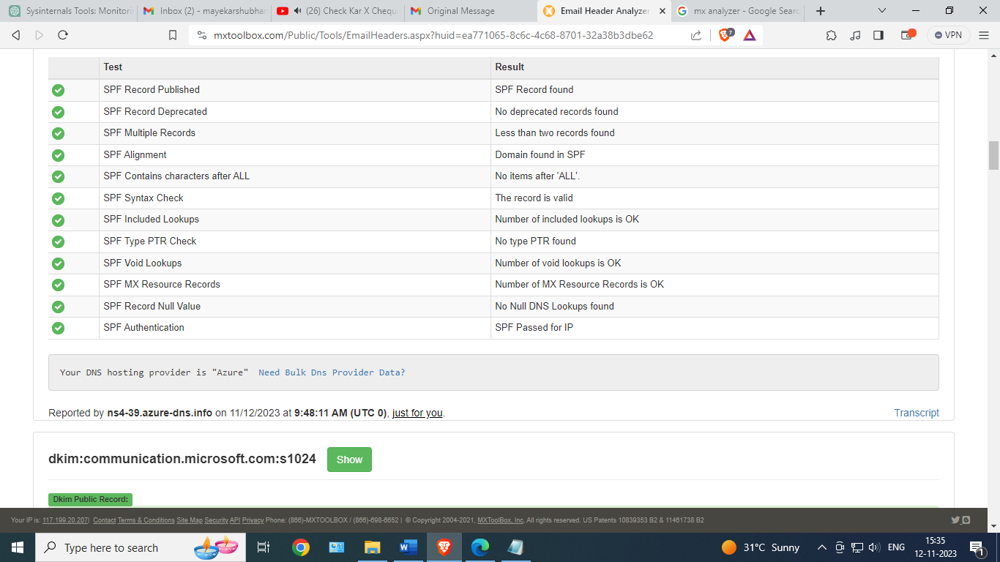 Sysinternals Tools: Monitori
Inbox (2) - mayekarshubhan
(26) Check Kar X Chequ
Original Message
Email Header Analyzer
mx analyzer - Google Searc
mxtoolbox.com/Public/Tools/EmailHeaders.aspx?huid=ea771065-8c6c-4c68-8701-32a38b3dbe62
7
VPN
Test Result
SPF Record Published SPF Record found
SPF Record Deprecated No deprecated records found
SPF Multiple Records Less than two records found
SPF Alignment Domain found in SPF
SPF Contains characters after ALL No items after 'ALL'.
SPF Syntax Check The record is valid
SPF Included Lookups Number of included lookups is OK
SPF Type PTR Check No type PTR found
SPF Void Lookups Number of void lookups is OK
SPF MX Resource Records Number of MX Resource Records is OK
SPF Record Null Value No Null DNS Lookups found
SPF Authentication SPF Passed for IP
Your DNS hosting provider is "Azure" Need Bulk Dns Provider Data?
Reported by ns4-39.azure-dns.info on 11/12/2023 at 9:48:11 AM (UTC 0), just for you. Transcript
dkim:communication.microsoft.com:s1024 Show
Dkim Public Record:
Your IP is: 117.199.20.207| Contact Terms & Conditions Site Map Security API Privacy Phone: (866)-MXTOOLBOX / (866)-698-6652 | © Copyright 2004-2021, MXToolBox, Inc, All rights reserved. US Patents 10839353 B2 & 11461738 B2
Type here to search
31°C Sunny
ENG
15:35
12-11-2023
1